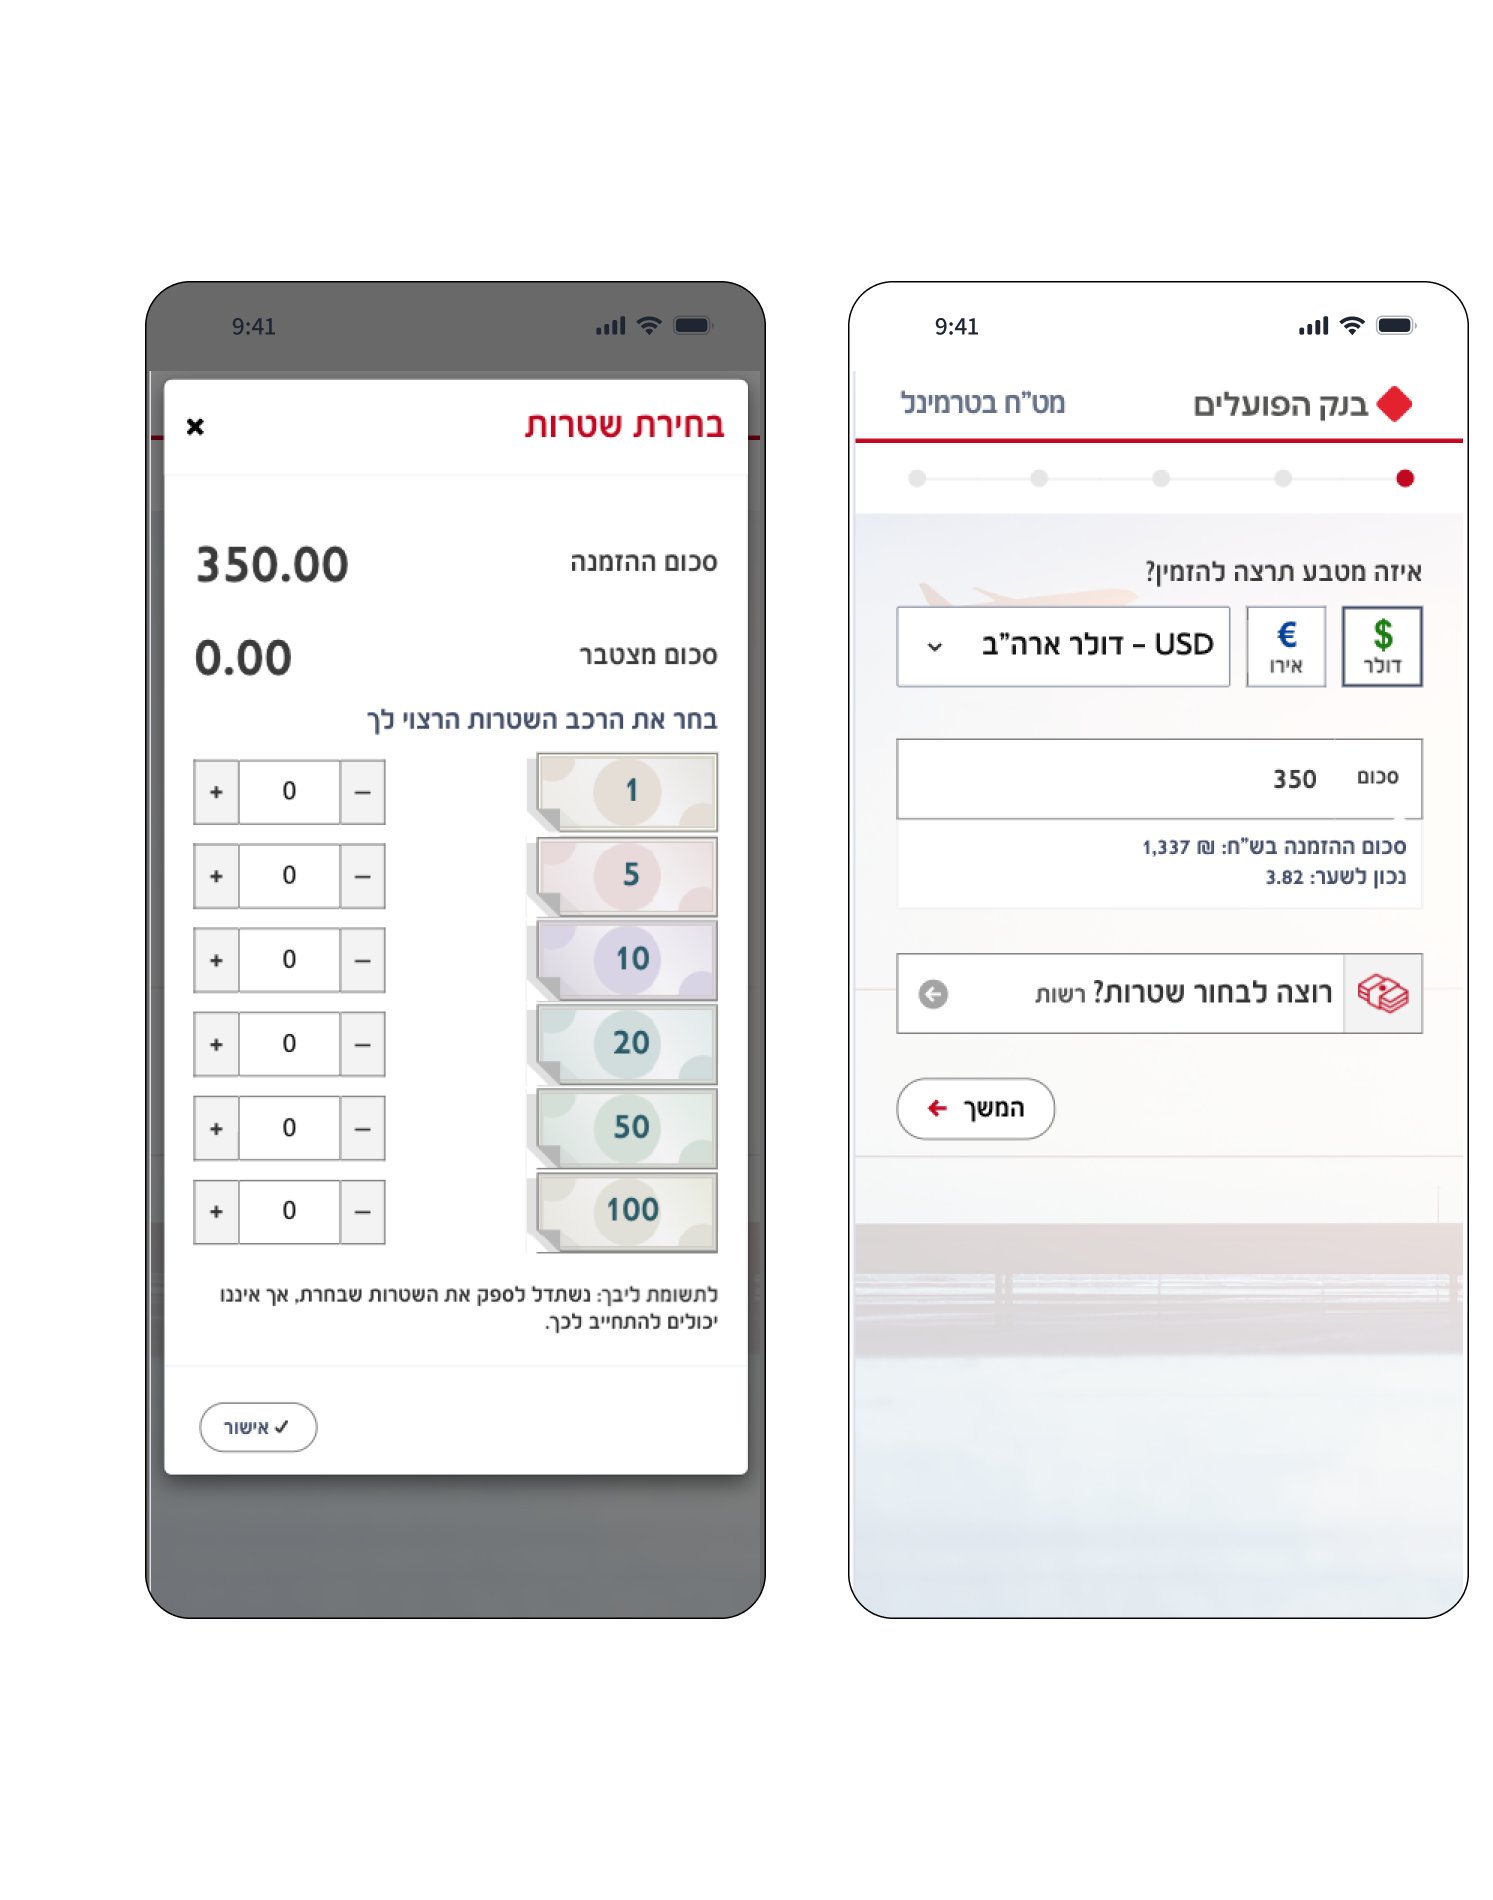 9:41
בנק הפועלים
מט"ח בטרמינל
איזה מטבע תרצה להזמין?
$
דולר
€
אירו
USD - דולר ארה"ב
סכום 350
סכום ההזמנה בש"ח: ₪ 1,337
נכון לשער: 3.82
רוצה לבחור שטרות? רשות
המשך
9:41
בחירת שטרות
סכום ההזמנה 350.00
סכום מצטבר 0.00
בחר את הרכב השטרות הרצוי לך
1 – 0 +
5 – 0 +
10 – 0 +
20 – 0 +
50 – 0 +
100 – 0 +
לתשומת ליבך: נשתדל לספק את השטרות שבחרת, אך איננו
יכולים להתחייב לכך.
אישור